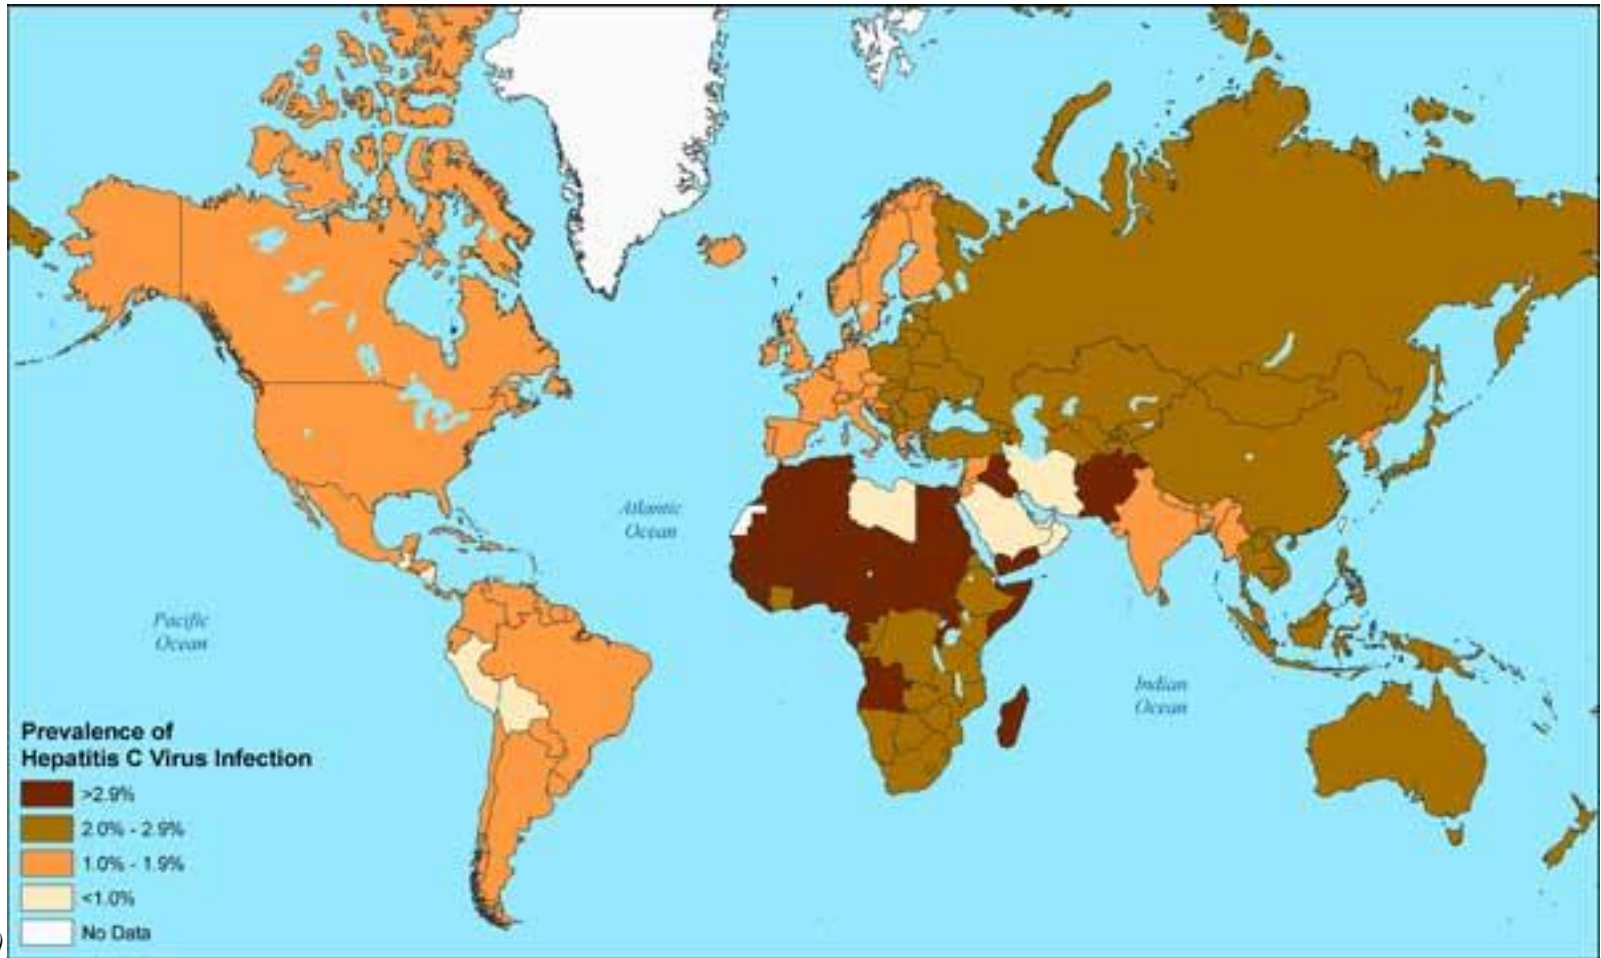 Atlantic
Ocean
Pacific
Ocean
Indian
Ocean
Prevalence of
Hepatitis C Virus Infection
>2.9%
2.0% - 2.9%
1.0% - 1.9%
<1.0%
No Data
)